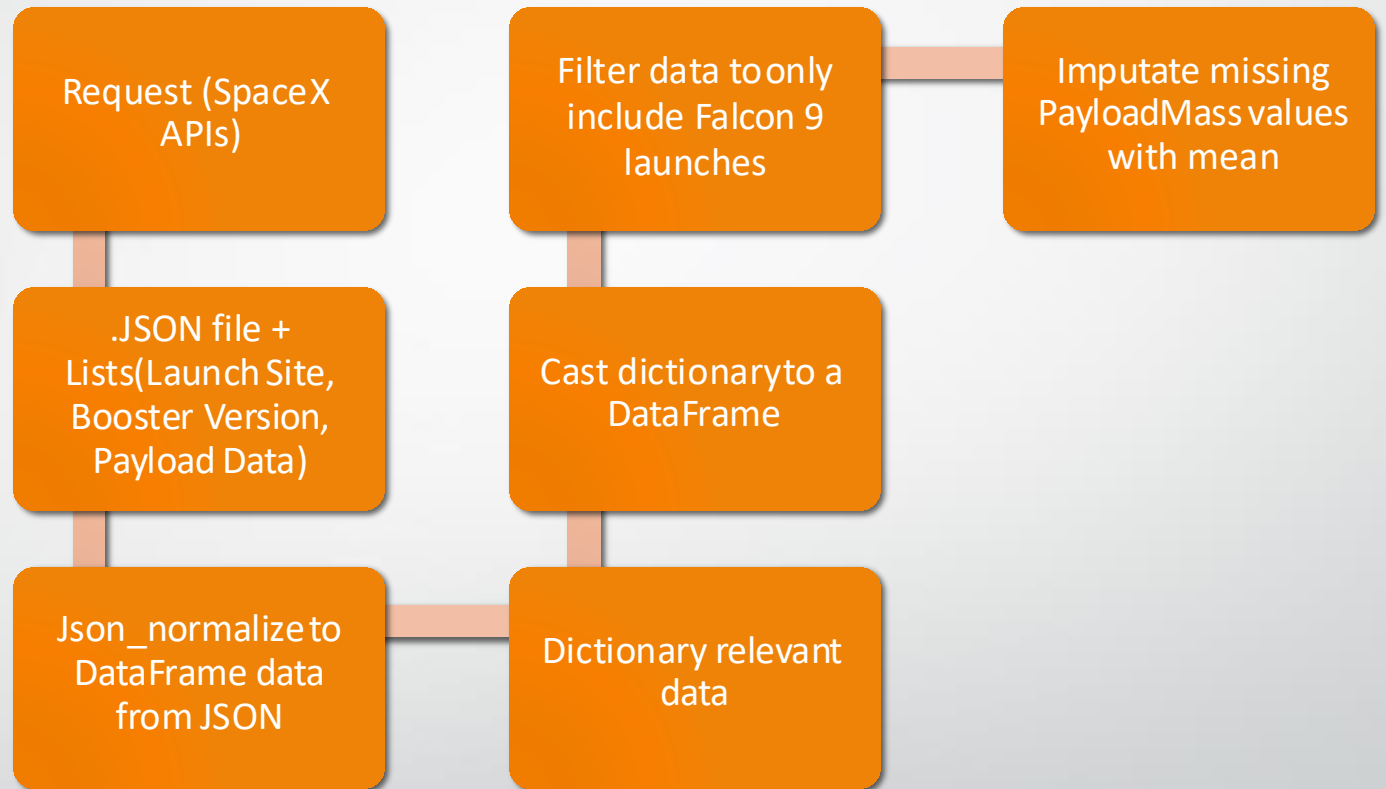 Request (SpaceX
APIs)
.JSON file +
Lists(Launch Site,
Booster Version,
Payload Data)
Json_normalize to
DataFrame data
from JSON
Dictionary relevant
data
Cast dictionary to a
DataFrame
Filter data to only
include Falcon 9
launches
Imputate missing
PayloadMass values
with mean